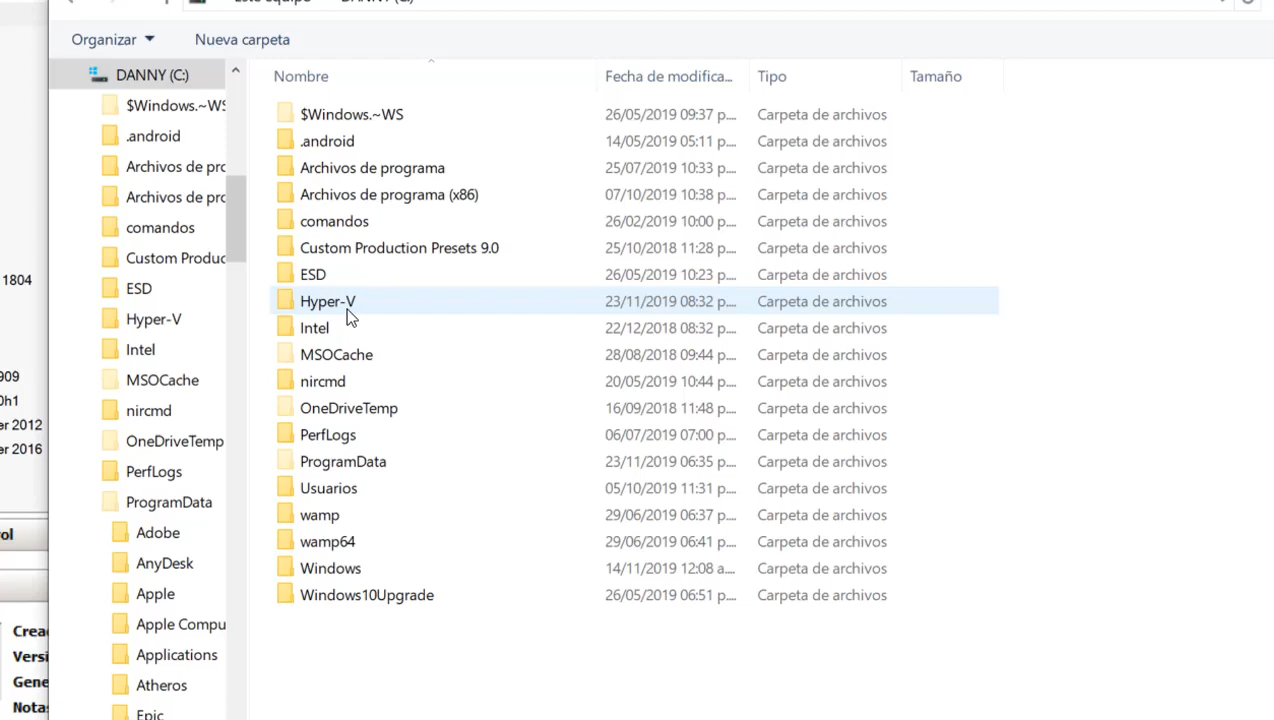 Este equipo DANNY (C:)
Organizar Nueva carpeta
DANNY (C:)
$Windows.~WS
.android
Archivos de prc
Archivos de prc
comandos
Custom Produc
ESD
Hyper-V
Intel
MSOCache
nircmd
OneDriveTemp
PerfLogs
ProgramData
Adobe
AnyDesk
Apple
Apple Compu
Applications
Atheros
Epic
Nombre Fecha de modifica... Tipo Tamaño
$Windows.~WS 26/05/2019 09:37 p.... Carpeta de archivos
.android 14/05/2019 05:11 p.... Carpeta de archivos
Archivos de programa 25/07/2019 10:33 p.... Carpeta de archivos
Archivos de programa (x86) 07/10/2019 10:38 p.... Carpeta de archivos
comandos 26/02/2019 10:00 p.... Carpeta de archivos
Custom Production Presets 9.0 25/10/2018 11:28 p.... Carpeta de archivos
ESD 26/05/2019 10:23 p.... Carpeta de archivos
Hyper-V 23/11/2019 08:32 p.... Carpeta de archivos
Intel 22/12/2018 08:32 p.... Carpeta de archivos
MSOCache 28/08/2018 09:44 p.... Carpeta de archivos
nircmd 20/05/2019 10:44 p.... Carpeta de archivos
OneDriveTemp 16/09/2018 11:48 p.... Carpeta de archivos
PerfLogs 06/07/2019 07:00 p.... Carpeta de archivos
ProgramData 23/11/2019 06:35 p.... Carpeta de archivos
Usuarios 05/10/2019 11:31 p.... Carpeta de archivos
wamp 29/06/2019 06:37 p.... Carpeta de archivos
wamp64 29/06/2019 06:41 p.... Carpeta de archivos
Windows 14/11/2019 12:08 a.... Carpeta de archivos
Windows10Upgrade 26/05/2019 06:51 p.... Carpeta de archivos
1804
909
0h1
er 2012
er 2016
ol
Crea
Versi
Gene
Notas